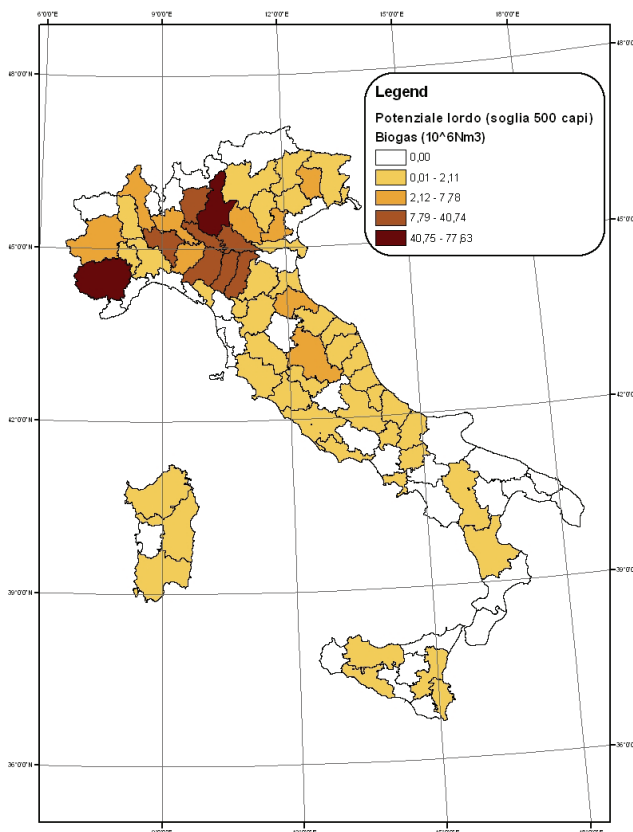 6°0'0"E 9°0'0"E 12°0'0"E 15°0'0"E 18°0'0"E
48°0'0"N
Legend
Potenziale lordo (soglia 500 capi)
Biogas (10^6Nm3)
0,00
0,01 - 2,11
2,12 - 7,78
7,79 - 40,74
40,75 - 77,63
45°0'0"N
42°0'0"N
39°0'0"N
36°0'0"N